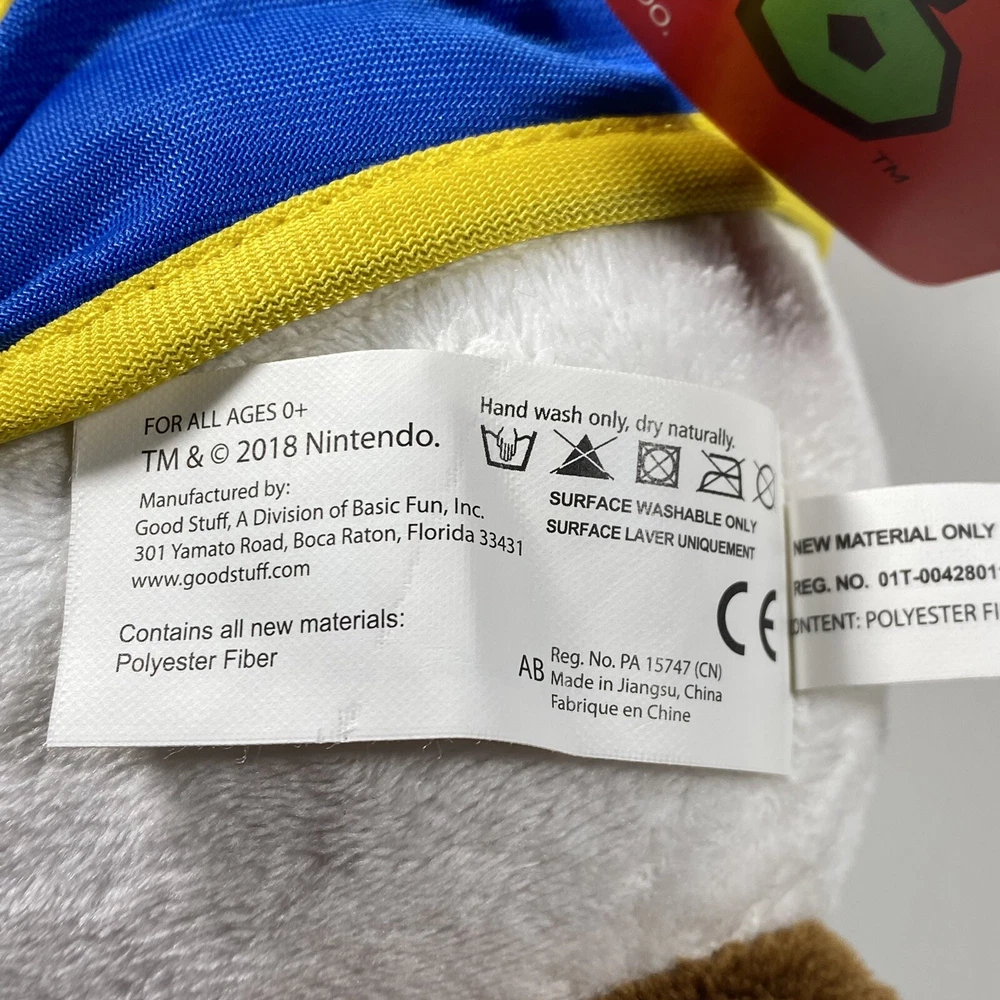 TM
FOR ALL AGES 0+
TM & © 2018 Nintendo.
Manufactured by:
Good Stuff, A Division of Basic Fun, Inc.
301 Yamato Road, Boca Raton, Florida 33431
www.goodstuff.com
Contains all new materials:
Polyester Fiber
Hand wash only, dry naturally.
SURFACE WASHABLE ONLY
SURFACE LAVER UNIQUEMENT
CE
AB
Reg. No. PA 15747 (CN)
Made in Jiangsu, China
Fabrique en Chine
NEW MATERIAL ONLY
REG. NO. 01T-0042801
CONTENT: POLYESTER